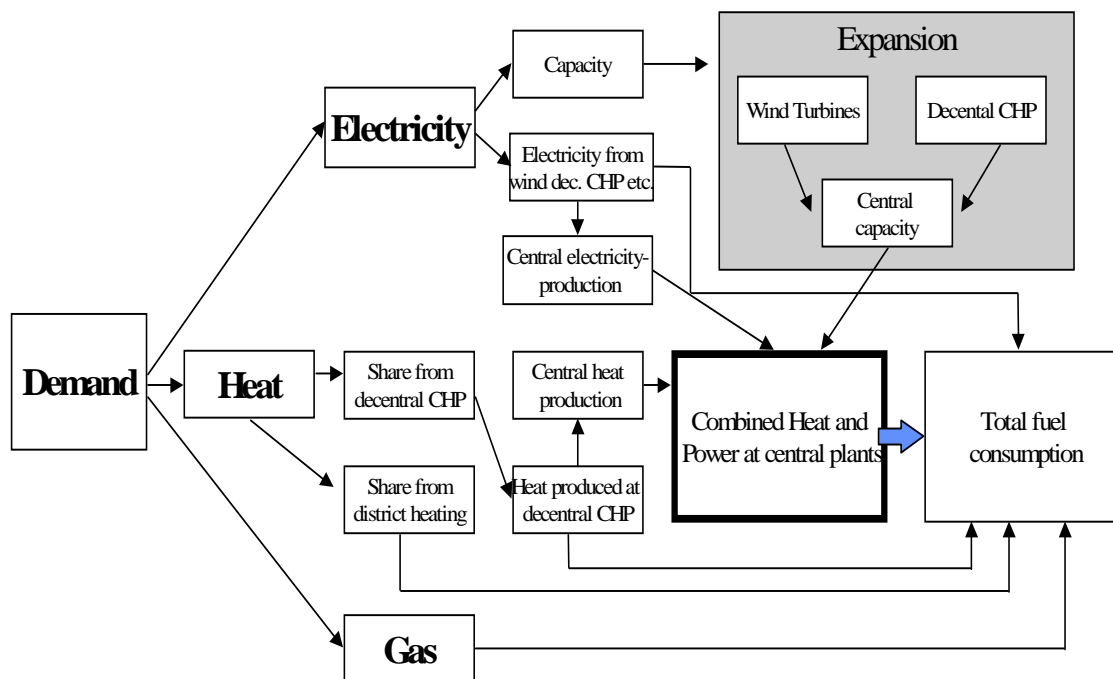 Expansion
Capacity
Wind Turbines
Decental CHP
Electricity
Electricity from
wind dec. CHP etc.
Central
capacity
Central electricity-
production
Demand
Heat
Share from
decentral CHP
Central heat
production
Combined Heat and
Power at central plants
Total fuel
consumption
Share from
district heating
Heat produced at
decentral CHP
Gas